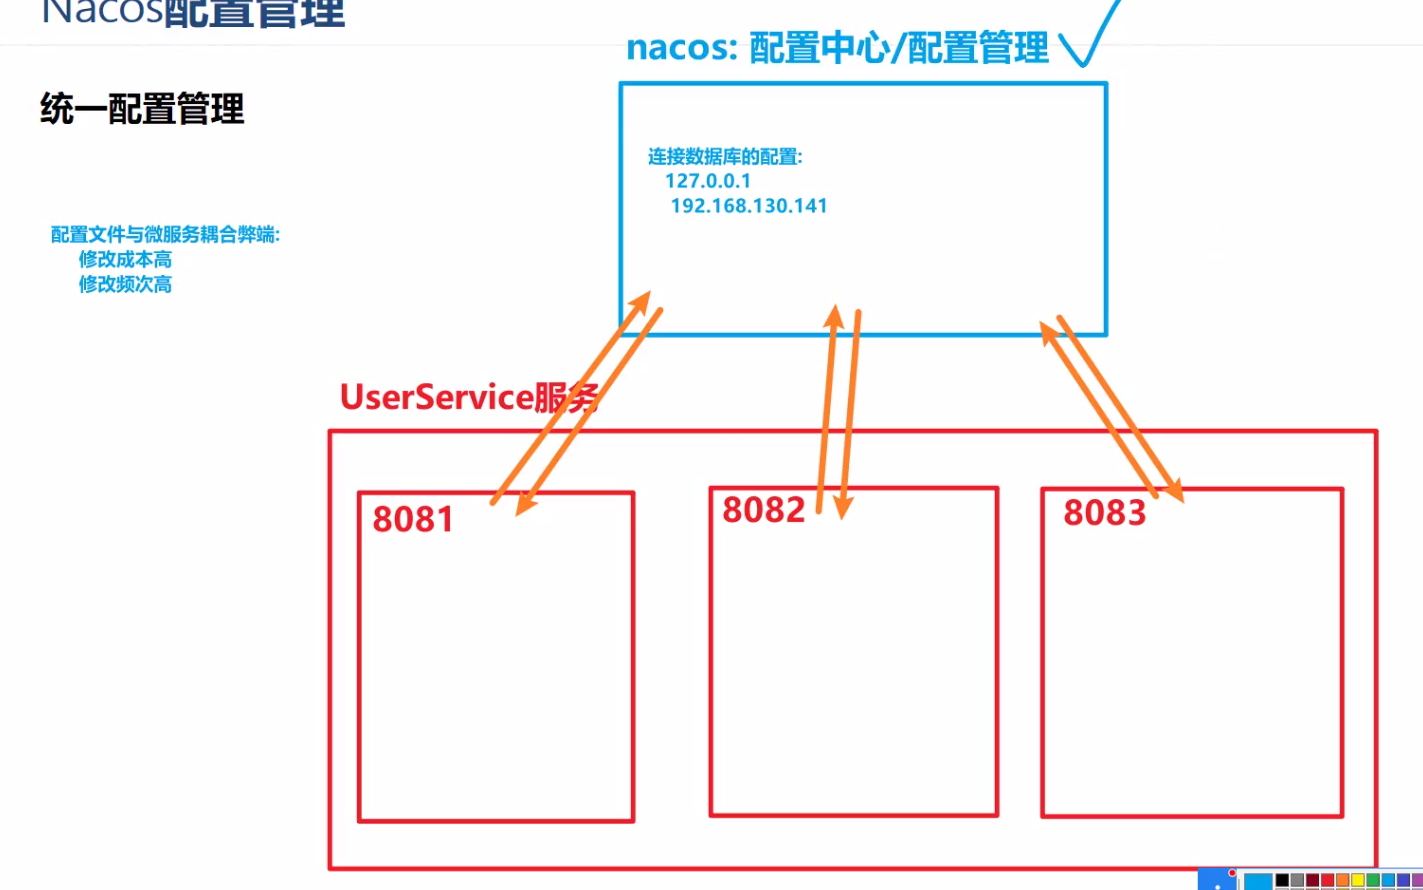 Nacos配置管理
nacos: 配置中心/配置管理
统一配置管理
连接数据库的配置:
127.0.0.1
192.168.130.141
配置文件与微服务耦合弊端:
修改成本高
修改频次高
UserService服务
8081
8082
8083